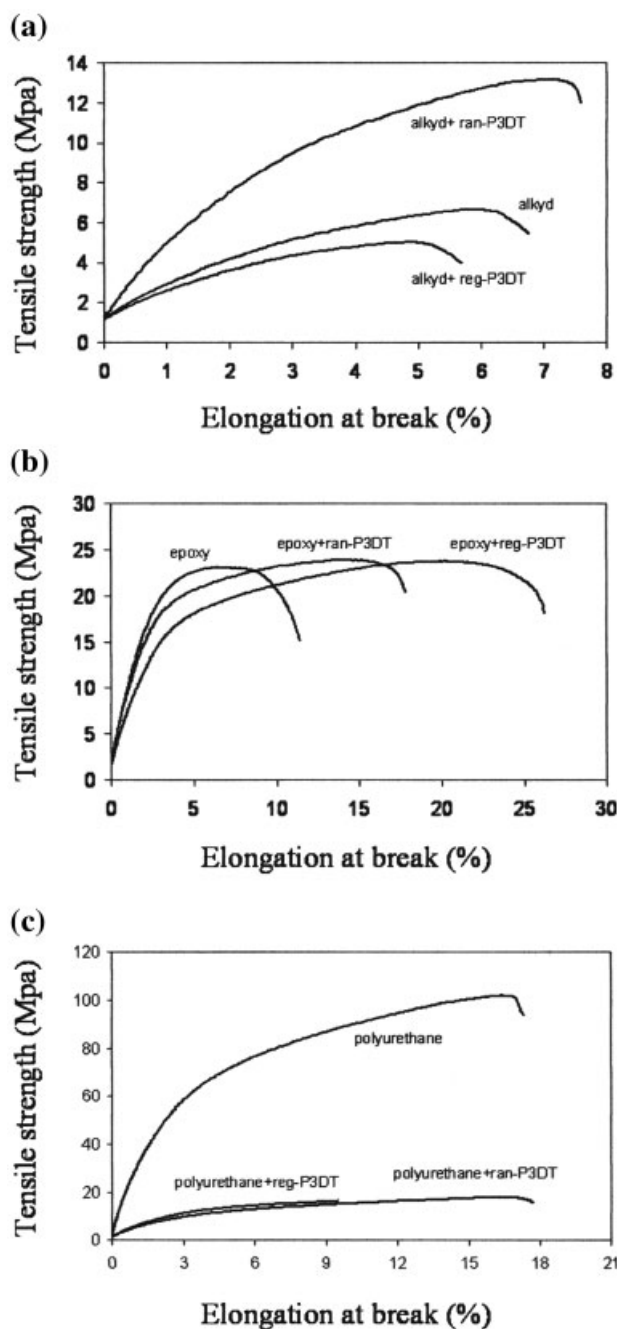 (a)
14
12
10
8
6
4
2
0
Tensile strength (Mpa)
alkyd+ ran-P3DT
alkyd
alkyd+ reg-P3DT
0 1 2 3 4 5 6 7 8
Elongation at break (%)
(b)
30
25
20
15
10
5
0
Tensile strength (Mpa)
epoxy
epoxy+ran-P3DT
epoxy+reg-P3DT
0 5 10 15 20 25 30
Elongation at break (%)
(c)
120
100
80
60
40
20
0
Tensile strength (Mpa)
polyurethane
polyurethane+reg-P3DT
polyurethane+ran-P3DT
0 3 6 9 12 15 18 21
Elongation at break (%)